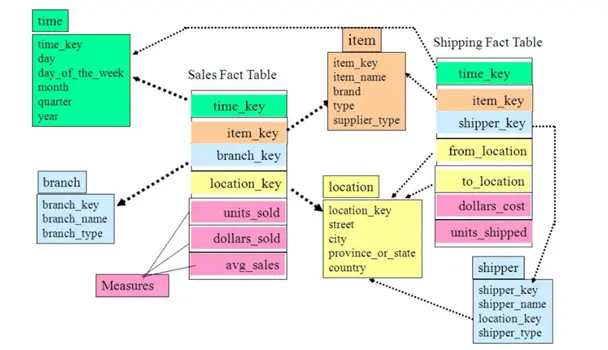 time
time_key
day
day_of_the_week
month
quarter
year
Sales Fact Table
time_key
item_key
branch_key
location_key
units_sold
dollars_sold
avg_sales
Measures
branch
branch_key
branch_name
branch_type
item
item_key
item_name
brand
type
supplier_type
location
location_key
street
city
province_or_state
country
Shipping Fact Table
time_key
item_key
shipper_key
from_location
to_location
dollars_cost
units_shipped
shipper
shipper_key
shipper_name
location_key
shipper_type